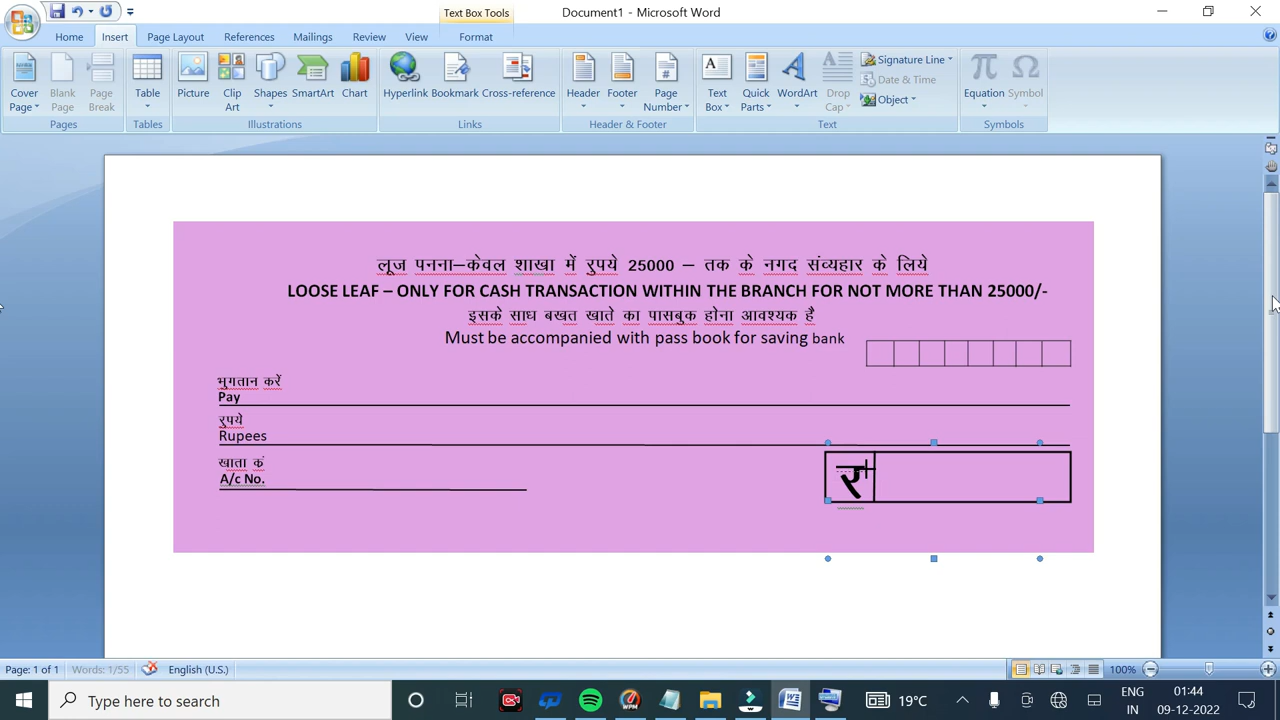 Document1 - Microsoft Word
Text Box Tools
Home Insert Page Layout References Mailings Review View Format
Cover Page Blank Page Page Break Table Picture Clip Art Shapes SmartArt Chart Hyperlink Bookmark Cross-reference Header Footer Page Number Text Box Quick Parts WordArt Drop Cap Signature Line Date & Time Object Equation Symbol
Pages Tables Illustrations Links Header & Footer Text Symbols
लूज पनना–केवल शाखा में रुपये 25000 – तक के नगद संव्यहार के लिये
LOOSE LEAF – ONLY FOR CASH TRANSACTION WITHIN THE BRANCH FOR NOT MORE THAN 25000/-
इसके साध बखत खाते का पासबुक होना आवश्यक है
Must be accompanied with pass book for saving bank
भुगतान करें
Pay
रुपये
Rupees
खाता कं
A/c No.
र
Page: 1 of 1 Words: 1/55 English (U.S.) 100%
Type here to search
WPM
19°C
ENG
IN
01:44
09-12-2022